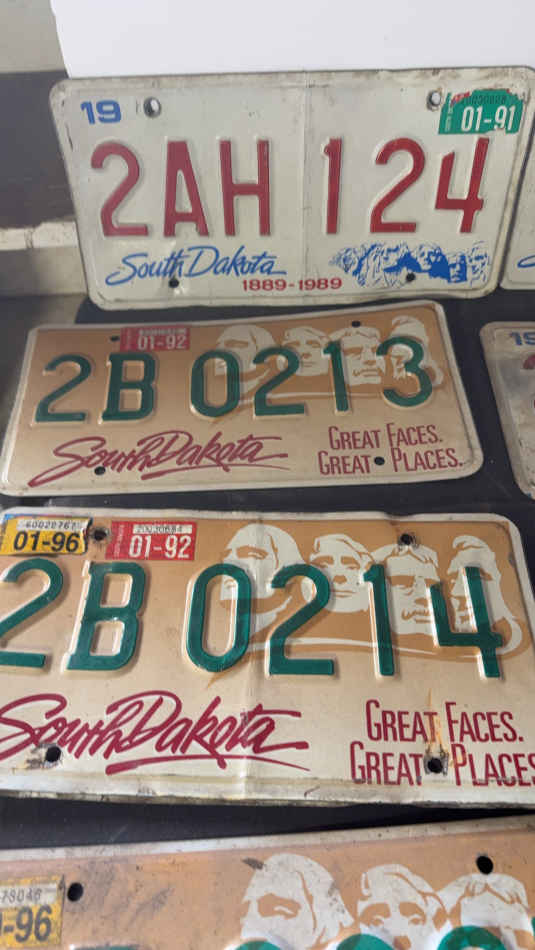 19
01-91
2AH 124
South Dakota
1889-1989
01-92
2B 0213
South Dakota
GREAT FACES.
GREAT PLACES.
19
01-96
01-92
2B 0214
South Dakota
GREAT FACES.
GREAT PLACES
-96